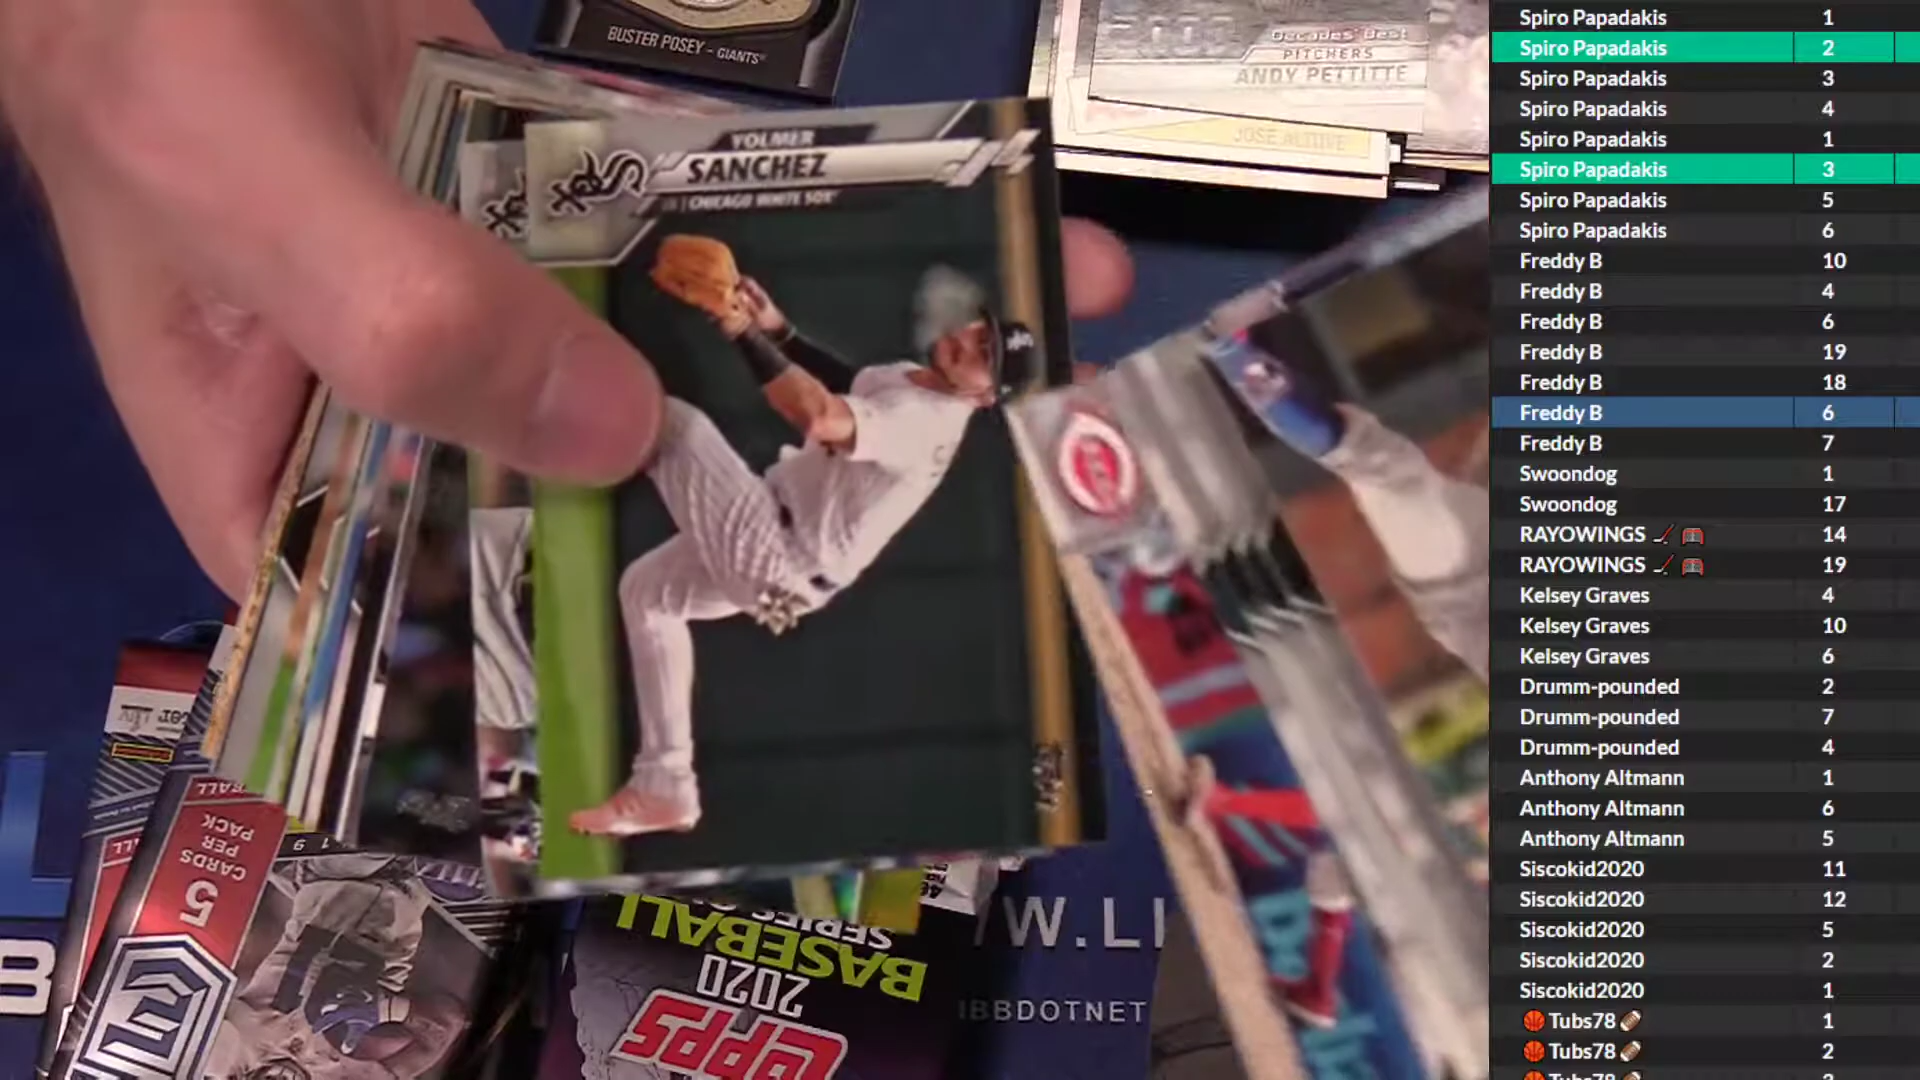 BUSTER POSEY - GIANTS
Decades' Best
PITCHERS
ANDY PETTITTE
JOSE ALTUVE
YOLMER
SANCHEZ
CHICAGO WHITE SOX
CARDS
PER
PACK
5
BASEBALL
2020
topps
W.LI
IBBDOTNET
B
Spiro Papadakis 1
Spiro Papadakis 2
Spiro Papadakis 3
Spiro Papadakis 4
Spiro Papadakis 1
Spiro Papadakis 3
Spiro Papadakis 5
Spiro Papadakis 6
Freddy B 10
Freddy B 4
Freddy B 6
Freddy B 19
Freddy B 18
Freddy B 6
Freddy B 7
Swoondog 1
Swoondog 17
RAYOWINGS 14
RAYOWINGS 19
Kelsey Graves 4
Kelsey Graves 10
Kelsey Graves 6
Drumm-pounded 2
Drumm-pounded 7
Drumm-pounded 4
Anthony Altmann 1
Anthony Altmann 6
Anthony Altmann 5
Siscokid2020 11
Siscokid2020 12
Siscokid2020 5
Siscokid2020 2
Siscokid2020 1
Tubs78 1
Tubs78 2